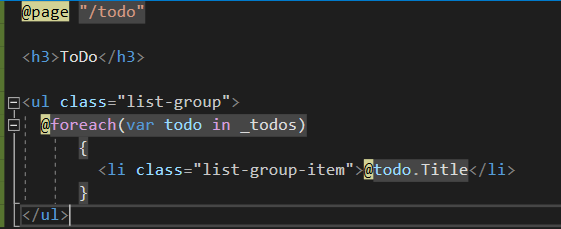 @page "/todo"
<h3>ToDo</h3>
<ul class="list-group">
@foreach(var todo in _todos)
{
<li class="list-group-item">@todo.Title</li>
}
</ul>